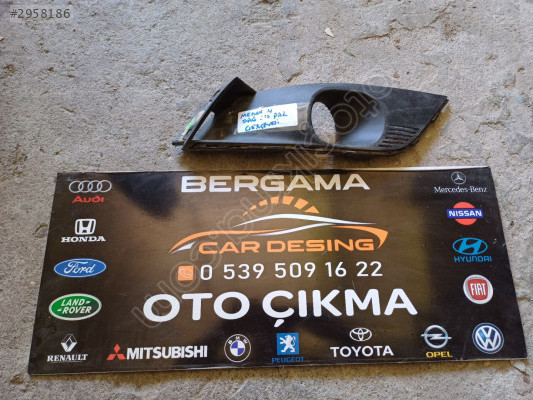 #2958186
BERGAMA
CAR DESING
0 539 509 16 22
OTO ÇIKMA
Audi
HONDA
Ford
LAND-
ROVER
RENAULT
MITSUBISHI
BMW
PEUGEOT
TOYOTA
OPEL
Mercedes-Benz
NISSAN
HYUNDAI
FIAT